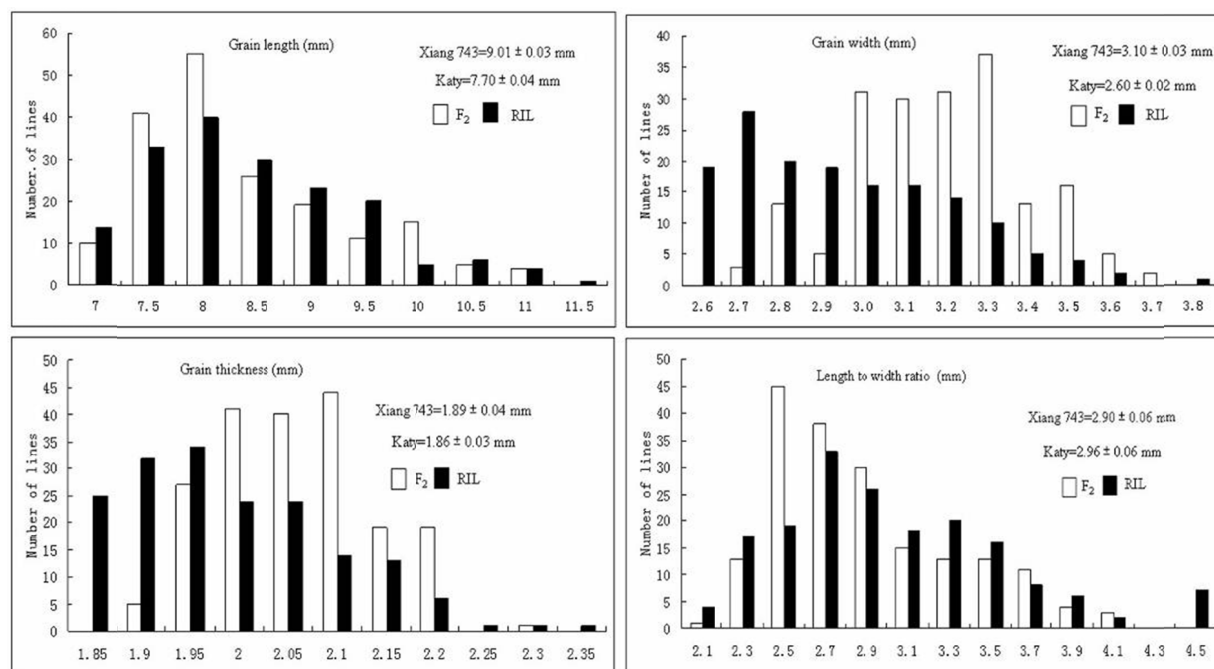 Grain length (mm)
Xiang 743=9.01 ± 0.03 mm
Katy=7.70 ± 0.04 mm
F₂ RIL
Number. of lines
60
50
40
30
20
10
0
7 7.5 8 8.5 9 9.5 10 10.5 11 11.5
Grain width (mm)
Xiang 743=3.10 ± 0.03 mm
Katy=2.60 ± 0.02 mm
F₂ RIL
Number of lines
40
35
30
25
20
15
10
5
0
2.6 2.7 2.8 2.9 3.0 3.1 3.2 3.3 3.4 3.5 3.6 3.7 3.8
Grain thickness (mm)
Xiang 743=1.89 ± 0.04 mm
Katy=1.86 ± 0.03 mm
F₂ RIL
Number of lines
50
45
40
35
30
25
20
15
10
5
0
1.85 1.9 1.95 2 2.05 2.1 2.15 2.2 2.25 2.3 2.35
Length to width ratio (mm)
Xiang 743=2.90 ± 0.06 mm
Katy=2.96 ± 0.06 mm
F₂ RIL
Number of lines
50
45
40
35
30
25
20
15
10
5
0
2.1 2.3 2.5 2.7 2.9 3.1 3.3 3.5 3.7 3.9 4.1 4.3 4.5